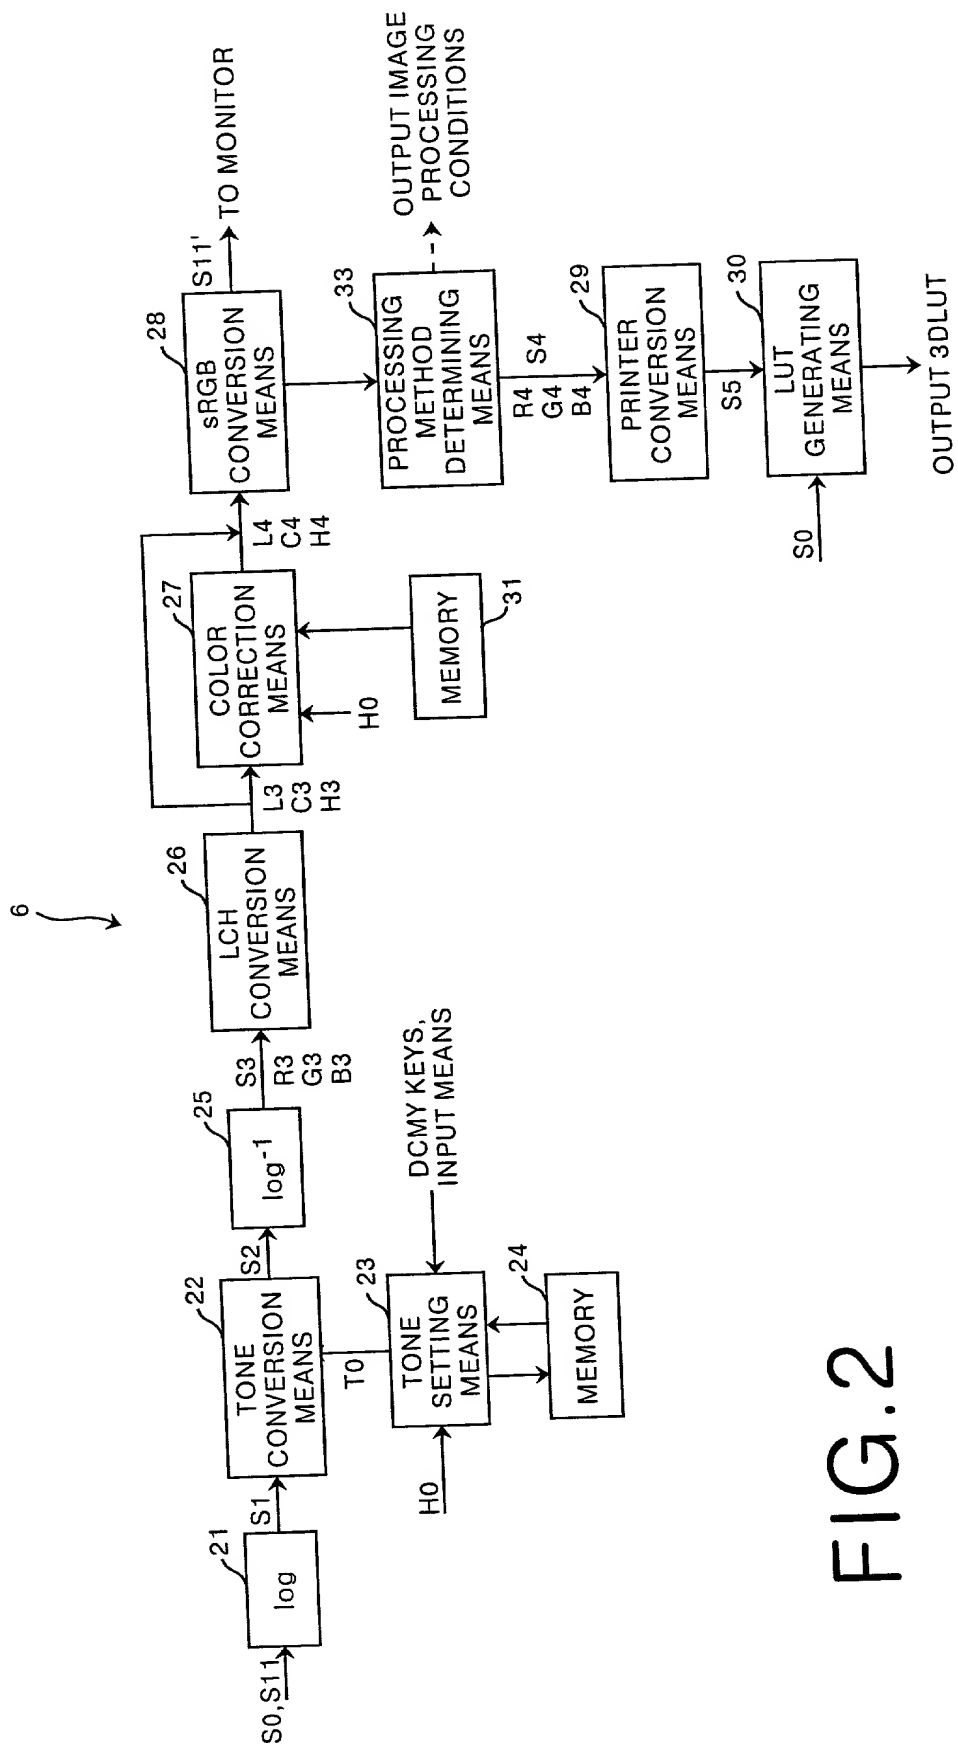 6
S0,S11
21
log
S1
22
TONE
CONVERSION
MEANS
S2
25
log-1
S3
R3
G3
B3
26
LCH
CONVERSION
MEANS
L3
C3
H3
27
COLOR
CORRECTION
MEANS
H0
MEMORY
31
L4
C4
H4
28
sRGB
CONVERSION
MEANS
S11'
TO MONITOR
T0
23
TONE
SETTING
MEANS
H0
DCMY KEYS,
INPUT MEANS
24
MEMORY
33
PROCESSING
METHOD
DETERMINING
MEANS
OUTPUT IMAGE
PROCESSING
CONDITIONS
R4
G4
B4
S4
29
PRINTER
CONVERSION
MEANS
S5
30
LUT
GENERATING
MEANS
S0
OUTPUT 3DLUT
FIG.2